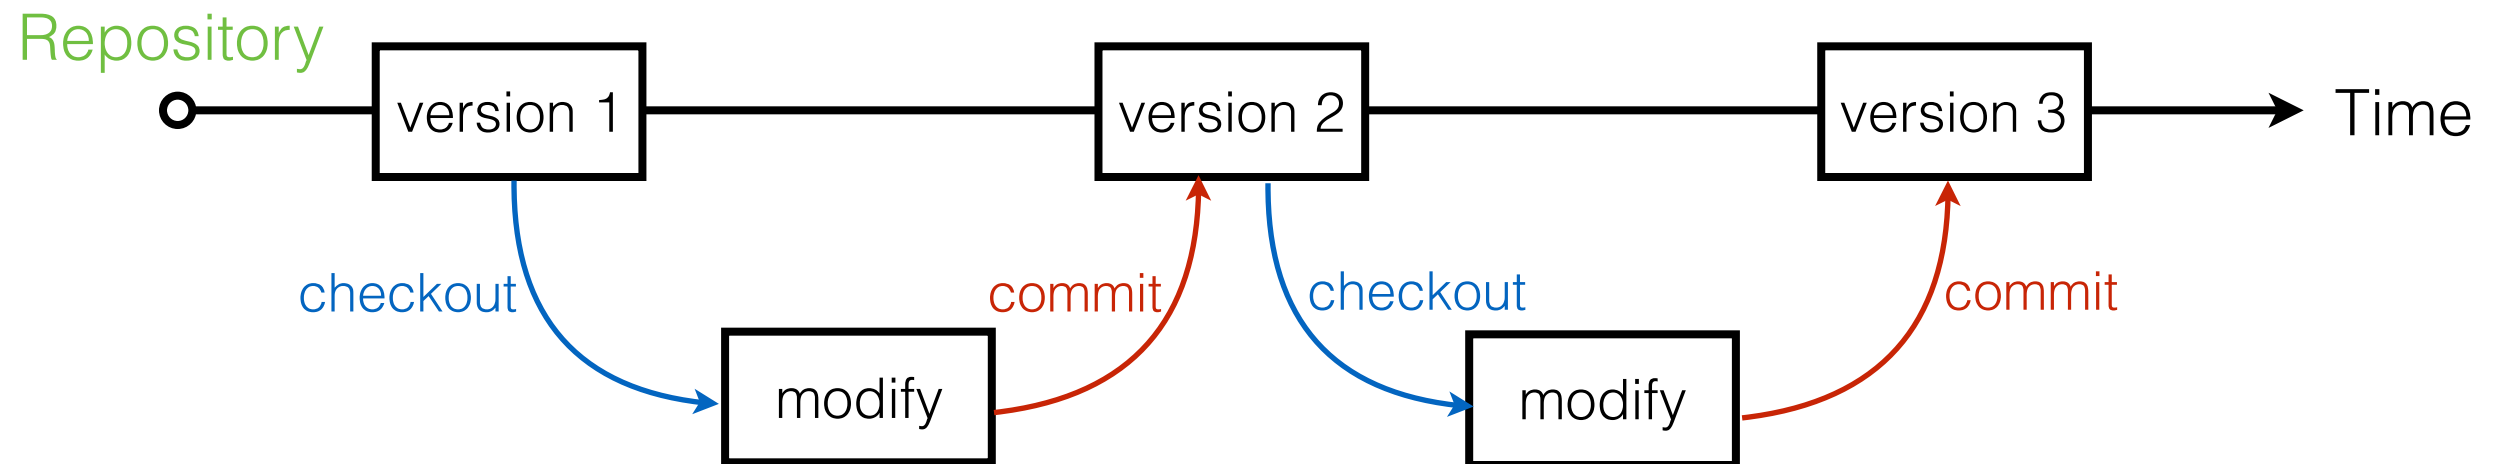 Repository
version 1
version 2
version 3
Time
checkout
commit
checkout
commit
modify
modify